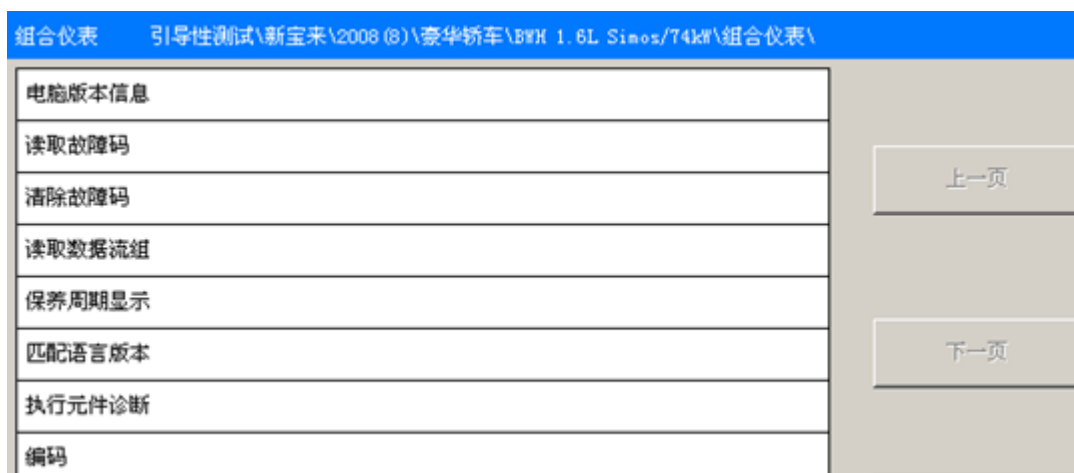 组合仪表 引导性测试\新宝来\2008(8)\豪华轿车\BWH 1.6L Simos/74kW\组合仪表\
电脑版本信息
读取故障码
清除故障码
读取数据流组
保养周期显示
匹配语言版本
执行元件诊断
编码
上一页
下一页